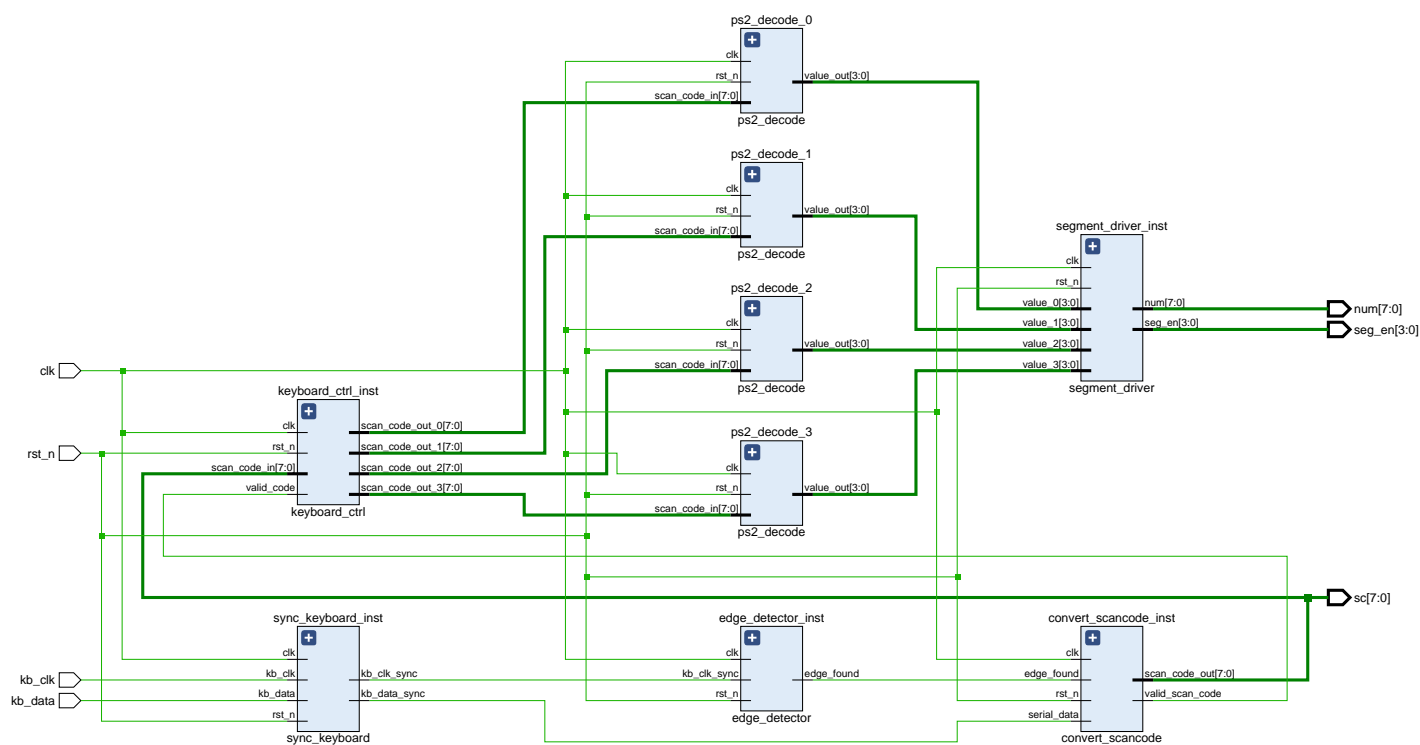 ps2_decode_0
clk
rst_n
scan_code_in[7:0]
value_out[3:0]
ps2_decode
ps2_decode_1
clk
rst_n
scan_code_in[7:0]
value_out[3:0]
ps2_decode
segment_driver_inst
clk
rst_n
value_0[3:0]
value_1[3:0]
value_2[3:0]
value_3[3:0]
num[7:0]
seg_en[3:0]
segment_driver
num[7:0]
seg_en[3:0]
ps2_decode_2
clk
rst_n
scan_code_in[7:0]
value_out[3:0]
ps2_decode
clk
rst_n
keyboard_ctrl_inst
clk
rst_n
scan_code_in[7:0]
valid_code
scan_code_out_0[7:0]
scan_code_out_1[7:0]
scan_code_out_2[7:0]
scan_code_out_3[7:0]
keyboard_ctrl
ps2_decode_3
clk
rst_n
scan_code_in[7:0]
value_out[3:0]
ps2_decode
sc[7:0]
kb_clk
kb_data
sync_keyboard_inst
clk
kb_clk
kb_data
rst_n
kb_clk_sync
kb_data_sync
sync_keyboard
edge_detector_inst
clk
kb_clk_sync
rst_n
edge_found
edge_detector
convert_scancode_inst
clk
edge_found
rst_n
serial_data
scan_code_out[7:0]
valid_scan_code
convert_scancode